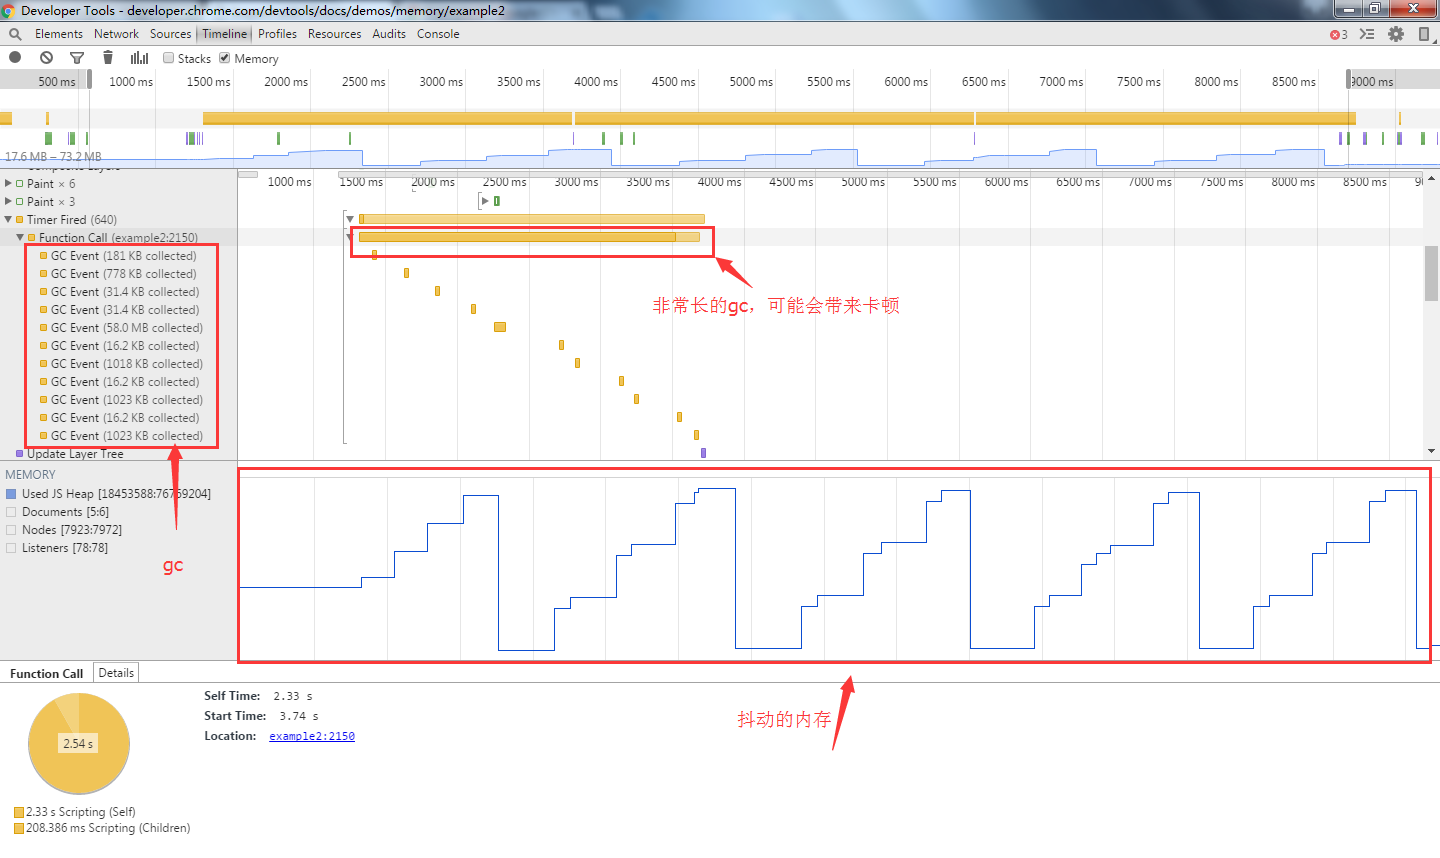 Developer Tools - developer.chrome.com/devtools/docs/demos/memory/example2
Elements Network Sources Timeline Profiles Resources Audits Console
3
Stacks Memory
500 ms 1000 ms 1500 ms 2000 ms 2500 ms 3000 ms 3500 ms 4000 ms 4500 ms 5000 ms 5500 ms 6000 ms 6500 ms 7000 ms 7500 ms 8000 ms 8500 ms 9000 ms
17.6 MB – 73.2 MB
Composite Layers
1000 ms 1500 ms 2000 ms 2500 ms 3000 ms 3500 ms 4000 ms 4500 ms 5000 ms 5500 ms 6000 ms 6500 ms 7000 ms 7500 ms 8000 ms 8500 ms
Paint × 6
Paint × 3
Timer Fired (640)
Function Call (example2:2150)
GC Event (181 KB collected)
GC Event (778 KB collected)
GC Event (31.4 KB collected)
GC Event (31.4 KB collected)
GC Event (58.0 MB collected)
GC Event (16.2 KB collected)
GC Event (1018 KB collected)
GC Event (16.2 KB collected)
GC Event (1023 KB collected)
GC Event (16.2 KB collected)
GC Event (1023 KB collected)
Update Layer Tree
非常长的gc，可能会带来卡顿
MEMORY
Used JS Heap [18453588:76769204]
Documents [5:6]
Nodes [7923:7972]
Listeners [78:78]
gc
抖动的内存
Function Call Details
2.54 s
Self Time: 2.33 s
Start Time: 3.74 s
Location: example2:2150
2.33 s Scripting (Self)
208.386 ms Scripting (Children)